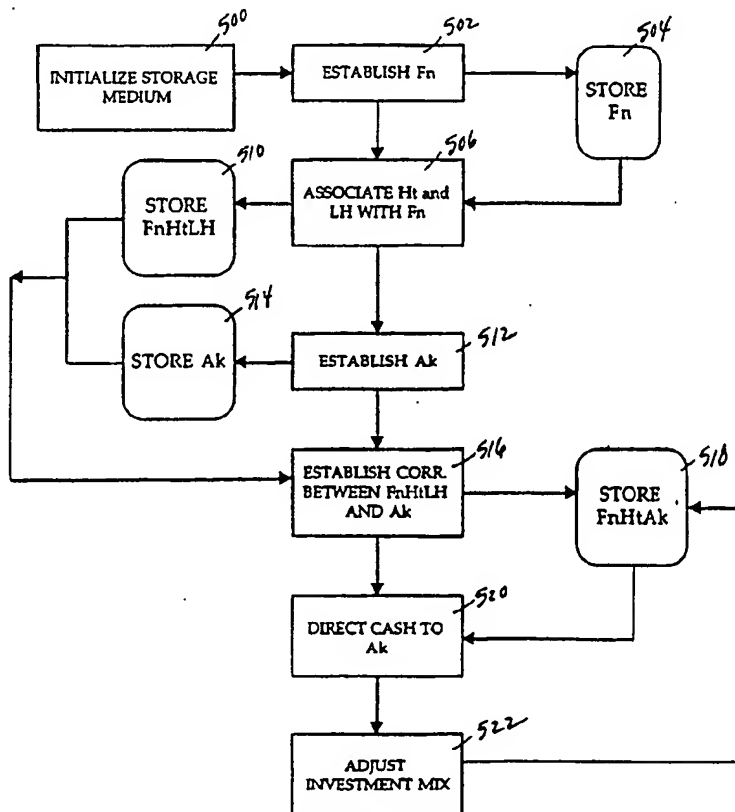 500
INITIALIZE STORAGE
MEDIUM
502
ESTABLISH Fn
504
STORE
Fn
506
ASSOCIATE Ht and
LH WITH Fn
510
STORE
FnHtLH
514
STORE Ak
512
ESTABLISH Ak
516
ESTABLISH CORR.
BETWEEN FnHtLH
AND Ak
518
STORE
FnHtAk
520
DIRECT CASH TO
Ak
522
ADJUST
INVESTMENT MIX